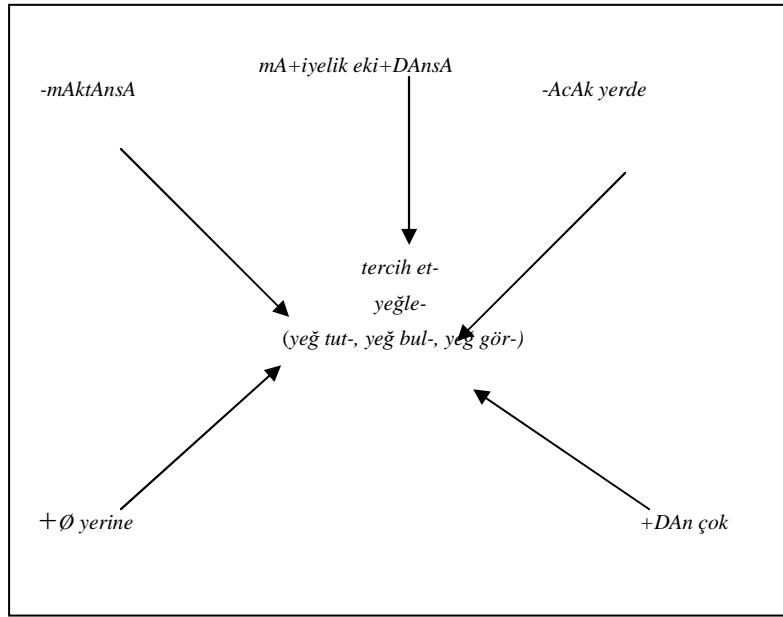 mA+iyelik eki+DAnsA
-mAktAnsA
-AcAk yerde
tercih et-
yeğle-
(yeğ tut-, yeğ bul-, yeğ gör-)
+Ø yerine
+DAn çok